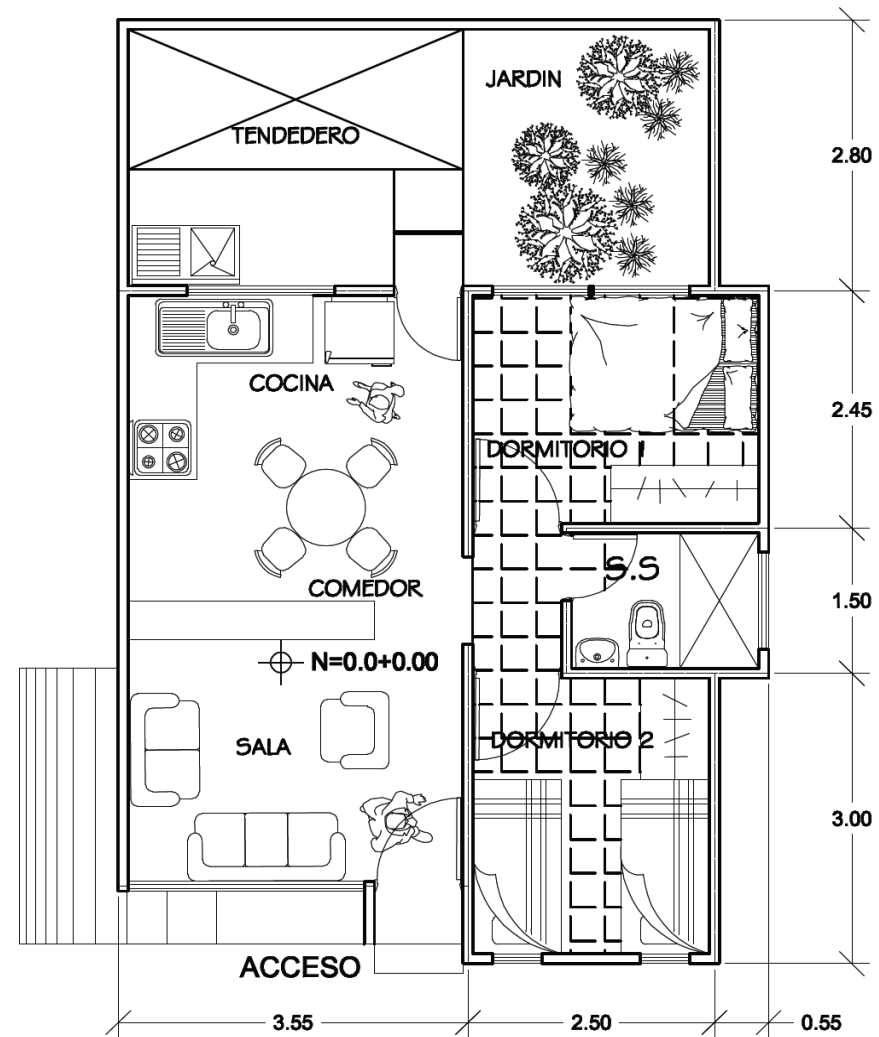 JARDIN
TENDEDERO
2.80
COCINA
2.45
DORMITORIO 1
S.S
COMEDOR
1.50
N=0.0+0.00
SALA
DORMITORIO 2
3.00
ACCESO
3.55
2.50
0.55